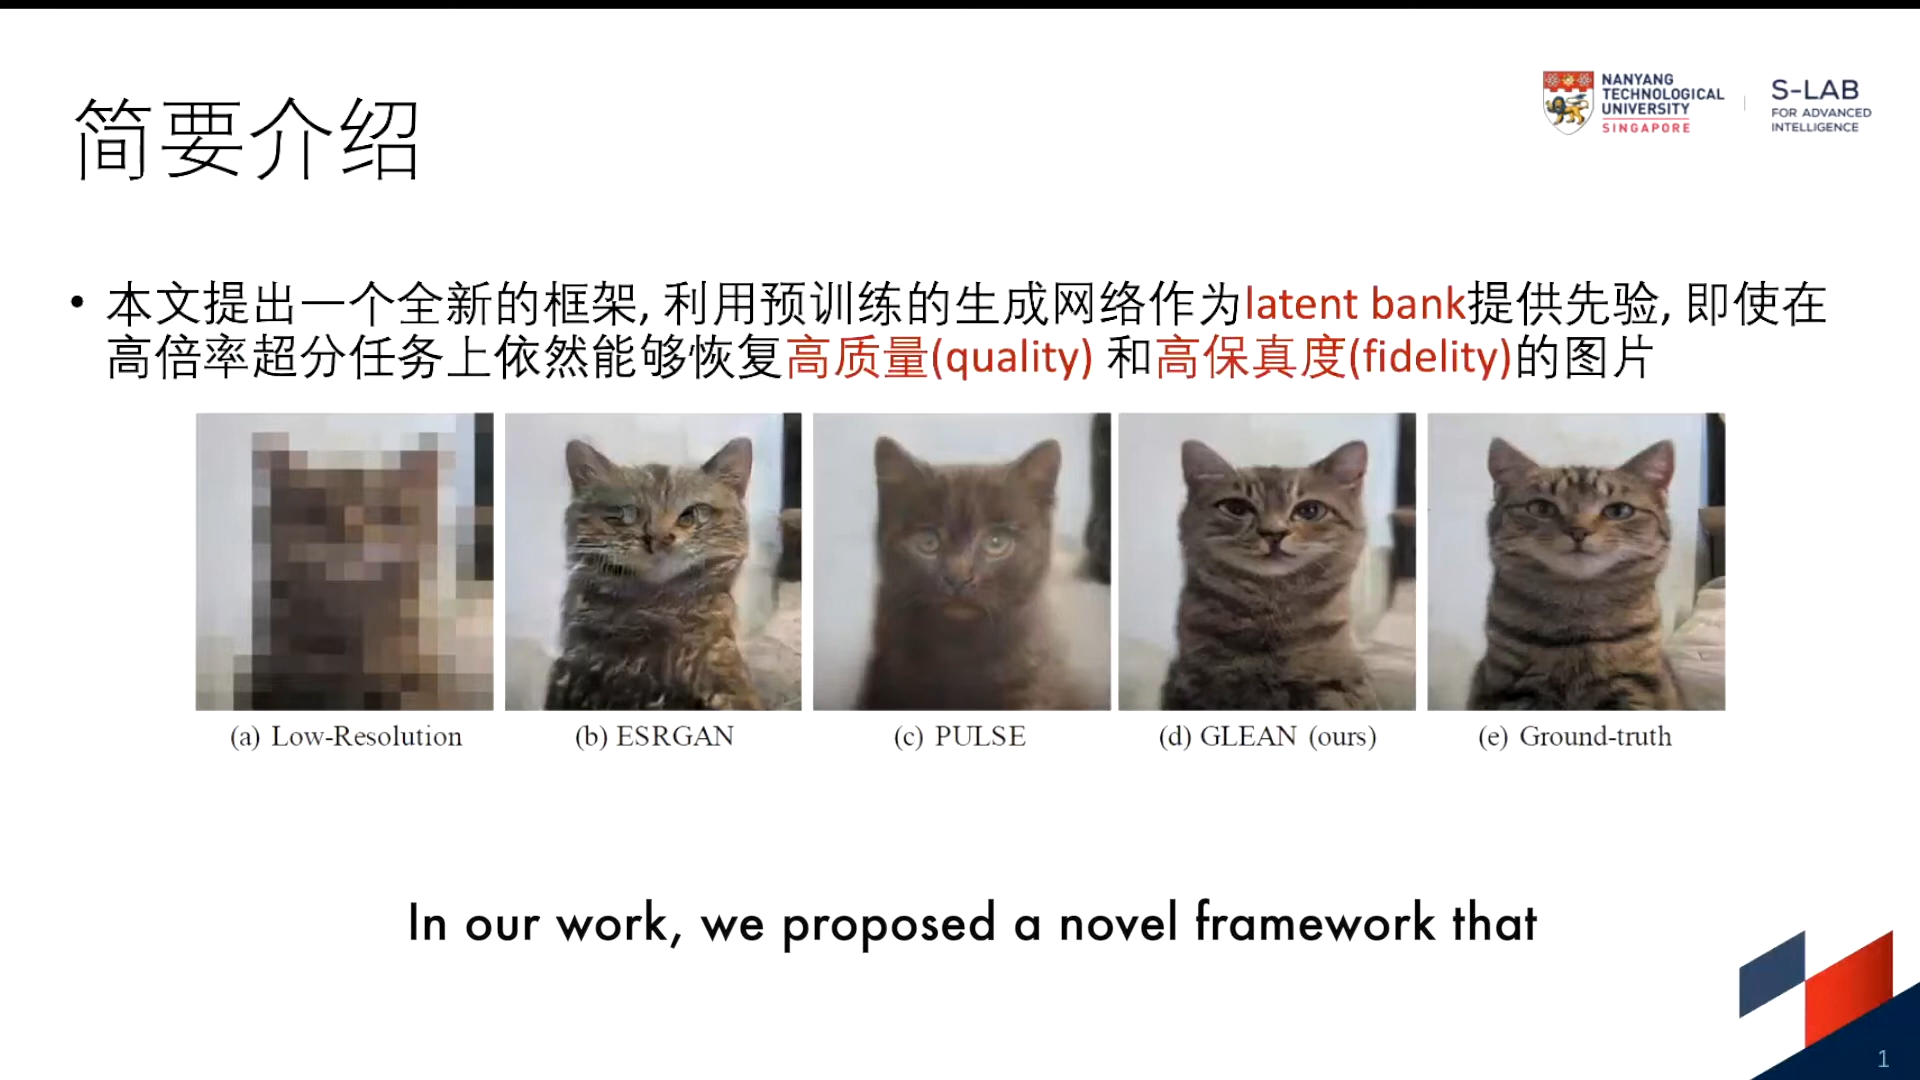 简要介绍
NANYANG
TECHNOLOGICAL
UNIVERSITY
SINGAPORE
S-LAB
FOR ADVANCED
INTELLIGENCE
• 本文提出一个全新的框架, 利用预训练的生成网络作为latent bank提供先验, 即使在
高倍率超分任务上依然能够恢复高质量(quality) 和高保真度(fidelity)的图片
(a) Low-Resolution
(b) ESRGAN
(c) PULSE
(d) GLEAN (ours)
(e) Ground-truth
In our work, we proposed a novel framework that
1